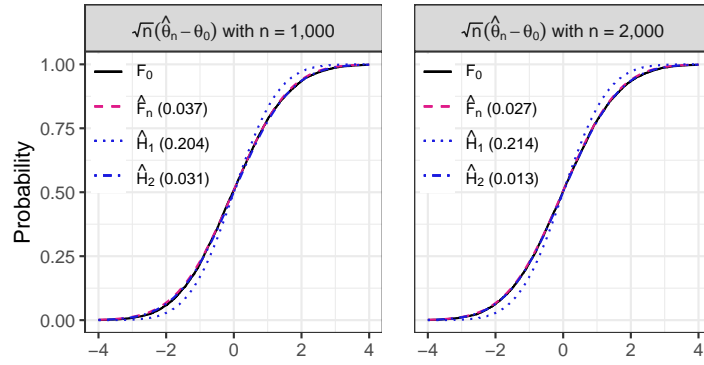 √n(θ̂ₙ−θ₀) with n = 1,000
√n(θ̂ₙ−θ₀) with n = 2,000
Probability
1.00
0.75
0.50
0.25
0.00
F₀
F̂ₙ (0.037)
Ĥ₁ (0.204)
Ĥ₂ (0.031)
−4 −2 0 2 4
F₀
F̂ₙ (0.027)
Ĥ₁ (0.214)
Ĥ₂ (0.013)
−4 −2 0 2 4